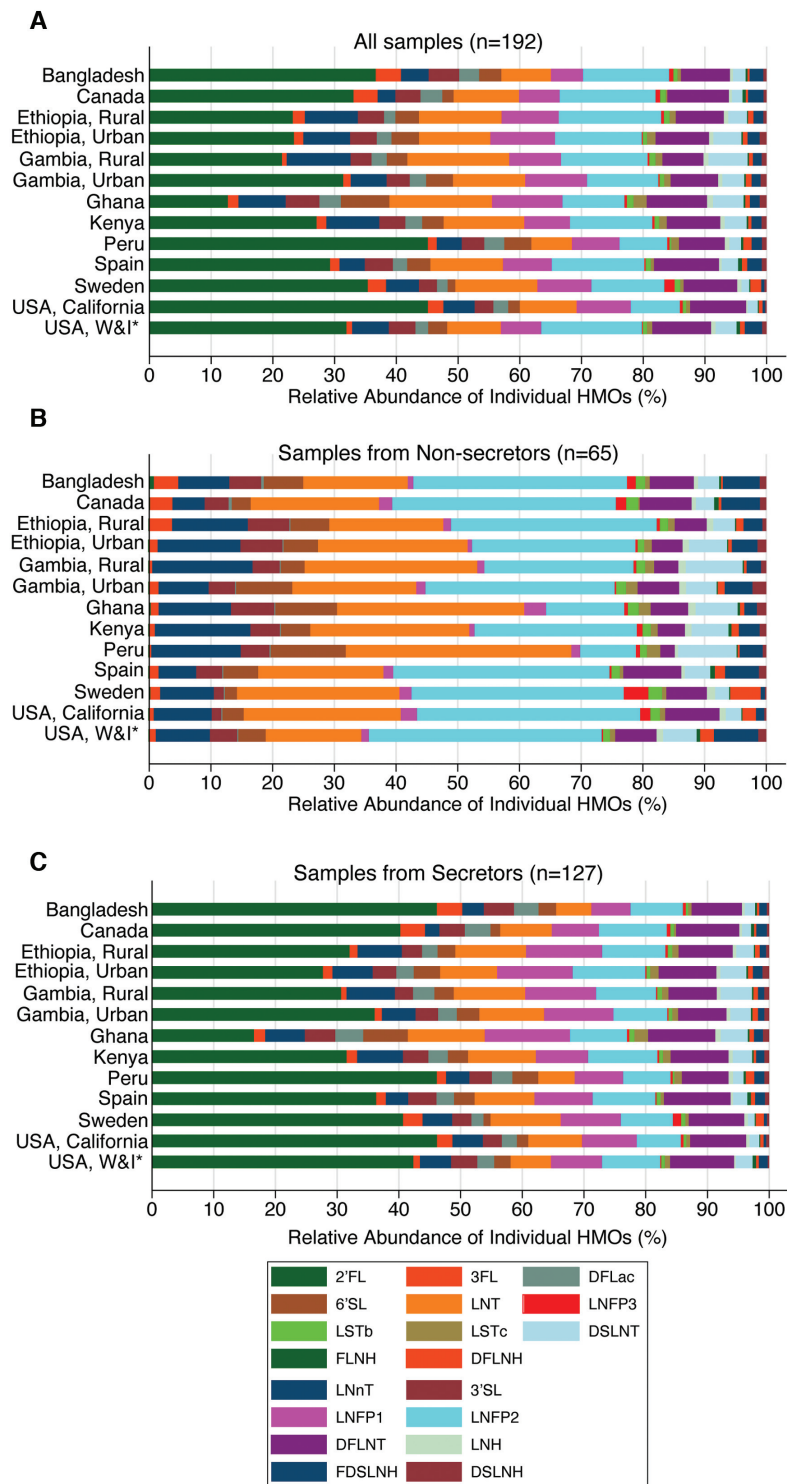 A
All samples (n=192)
Bangladesh
Canada
Ethiopia, Rural
Ethiopia, Urban
Gambia, Rural
Gambia, Urban
Ghana
Kenya
Peru
Spain
Sweden
USA, California
USA, W&I*
0 10 20 30 40 50 60 70 80 90 100
Relative Abundance of Individual HMOs (%)
B
Samples from Non-secretors (n=65)
Bangladesh
Canada
Ethiopia, Rural
Ethiopia, Urban
Gambia, Rural
Gambia, Urban
Ghana
Kenya
Peru
Spain
Sweden
USA, California
USA, W&I*
0 10 20 30 40 50 60 70 80 90 100
Relative Abundance of Individual HMOs (%)
C
Samples from Secretors (n=127)
Bangladesh
Canada
Ethiopia, Rural
Ethiopia, Urban
Gambia, Rural
Gambia, Urban
Ghana
Kenya
Peru
Spain
Sweden
USA, California
USA, W&I*
0 10 20 30 40 50 60 70 80 90 100
Relative Abundance of Individual HMOs (%)
2'FL 3FL DFLac
6'SL LNT LNFP3
LSTb LSTc DSLNT
FLNH DFLNH
LNnT 3'SL
LNFP1 LNFP2
DFLNT LNH
FDSLNH DSLNH